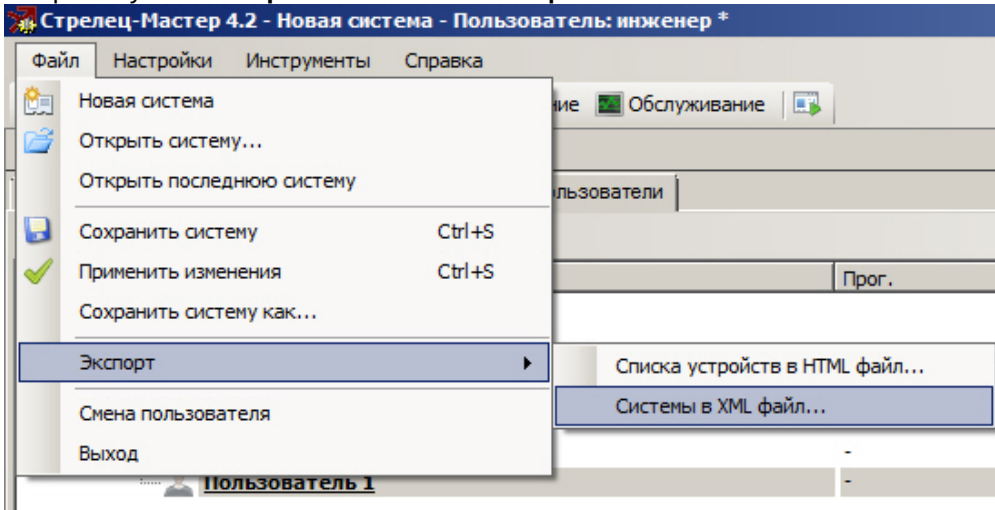 Стрелец-Мастер 4.2 - Новая система - Пользователь: инженер *
Файл Настройки Инструменты Справка
Новая система
ние Обслуживание
Открыть систему...
Открыть последнюю систему
льзователи
Сохранить систему Ctrl+S
Применить изменения Ctrl+S
Прог.
Сохранить систему как...
Экспорт
Списка устройств в HTML файл...
Системы в XML файл...
Смена пользователя
Выход
-
Пользователь 1 -